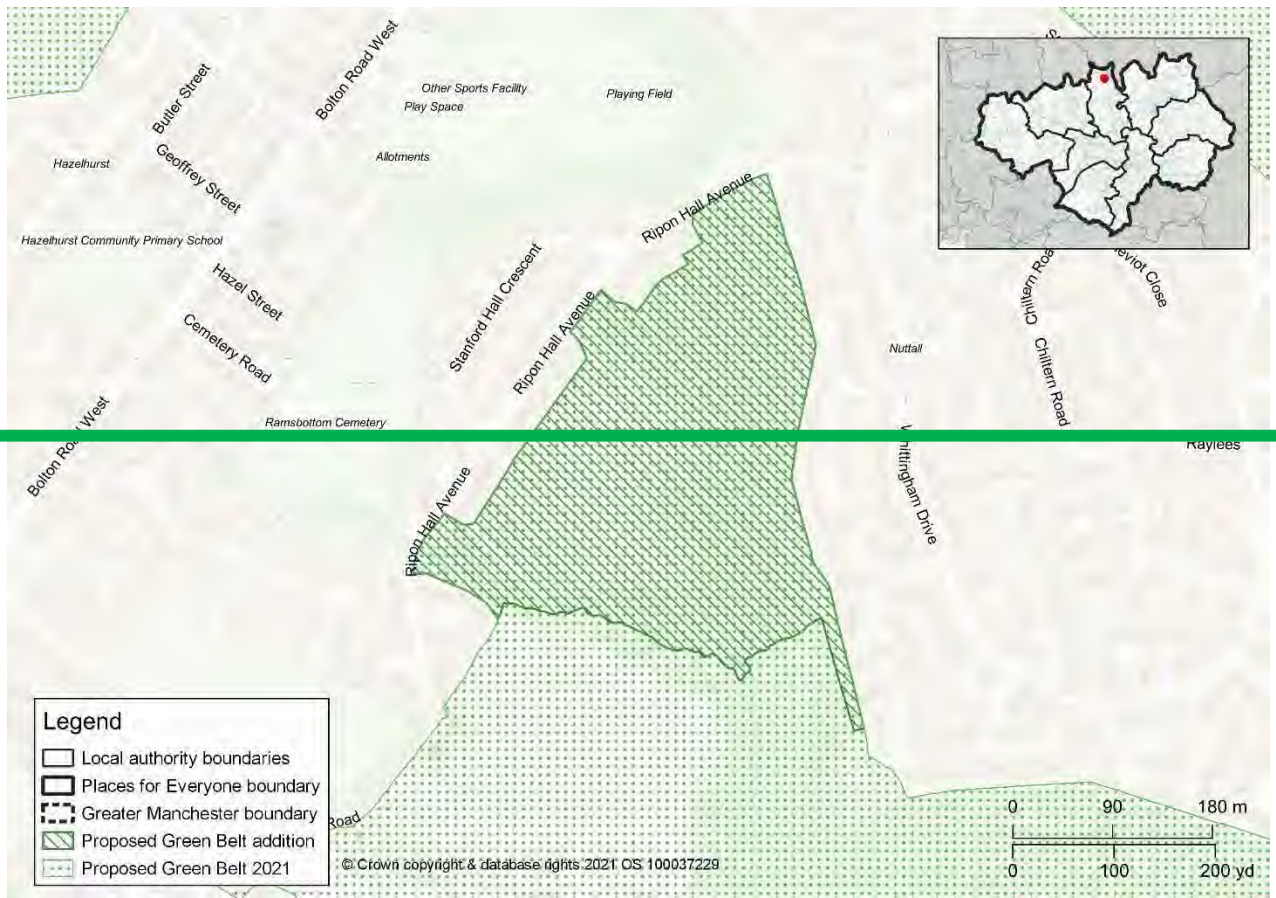 Butler Street
Bolton Road West
Other Sports Facility
Play Space
Playing Field
Hazelhurst
Geoffrey Street
Allotments
Ripon Hall Avenue
Hazelhurst Community Primary School
Hazel Street
Stanford Hall Crescent
Chiltern Road
Cemetery Road
Ripon Hall Avenue
Nuttall
Chiltern Road
Bolton Road West
Ramsbottom Cemetery
Raylees
Whittingham Drive
Ripon Hall Avenue
Legend
Local authority boundaries
Places for Everyone boundary
Greater Manchester boundary
Proposed Green Belt addition
Proposed Green Belt 2021
Road
© Crown copyright & database rights 2021 OS 100037229
0 90 180 m
0 100 200 yd